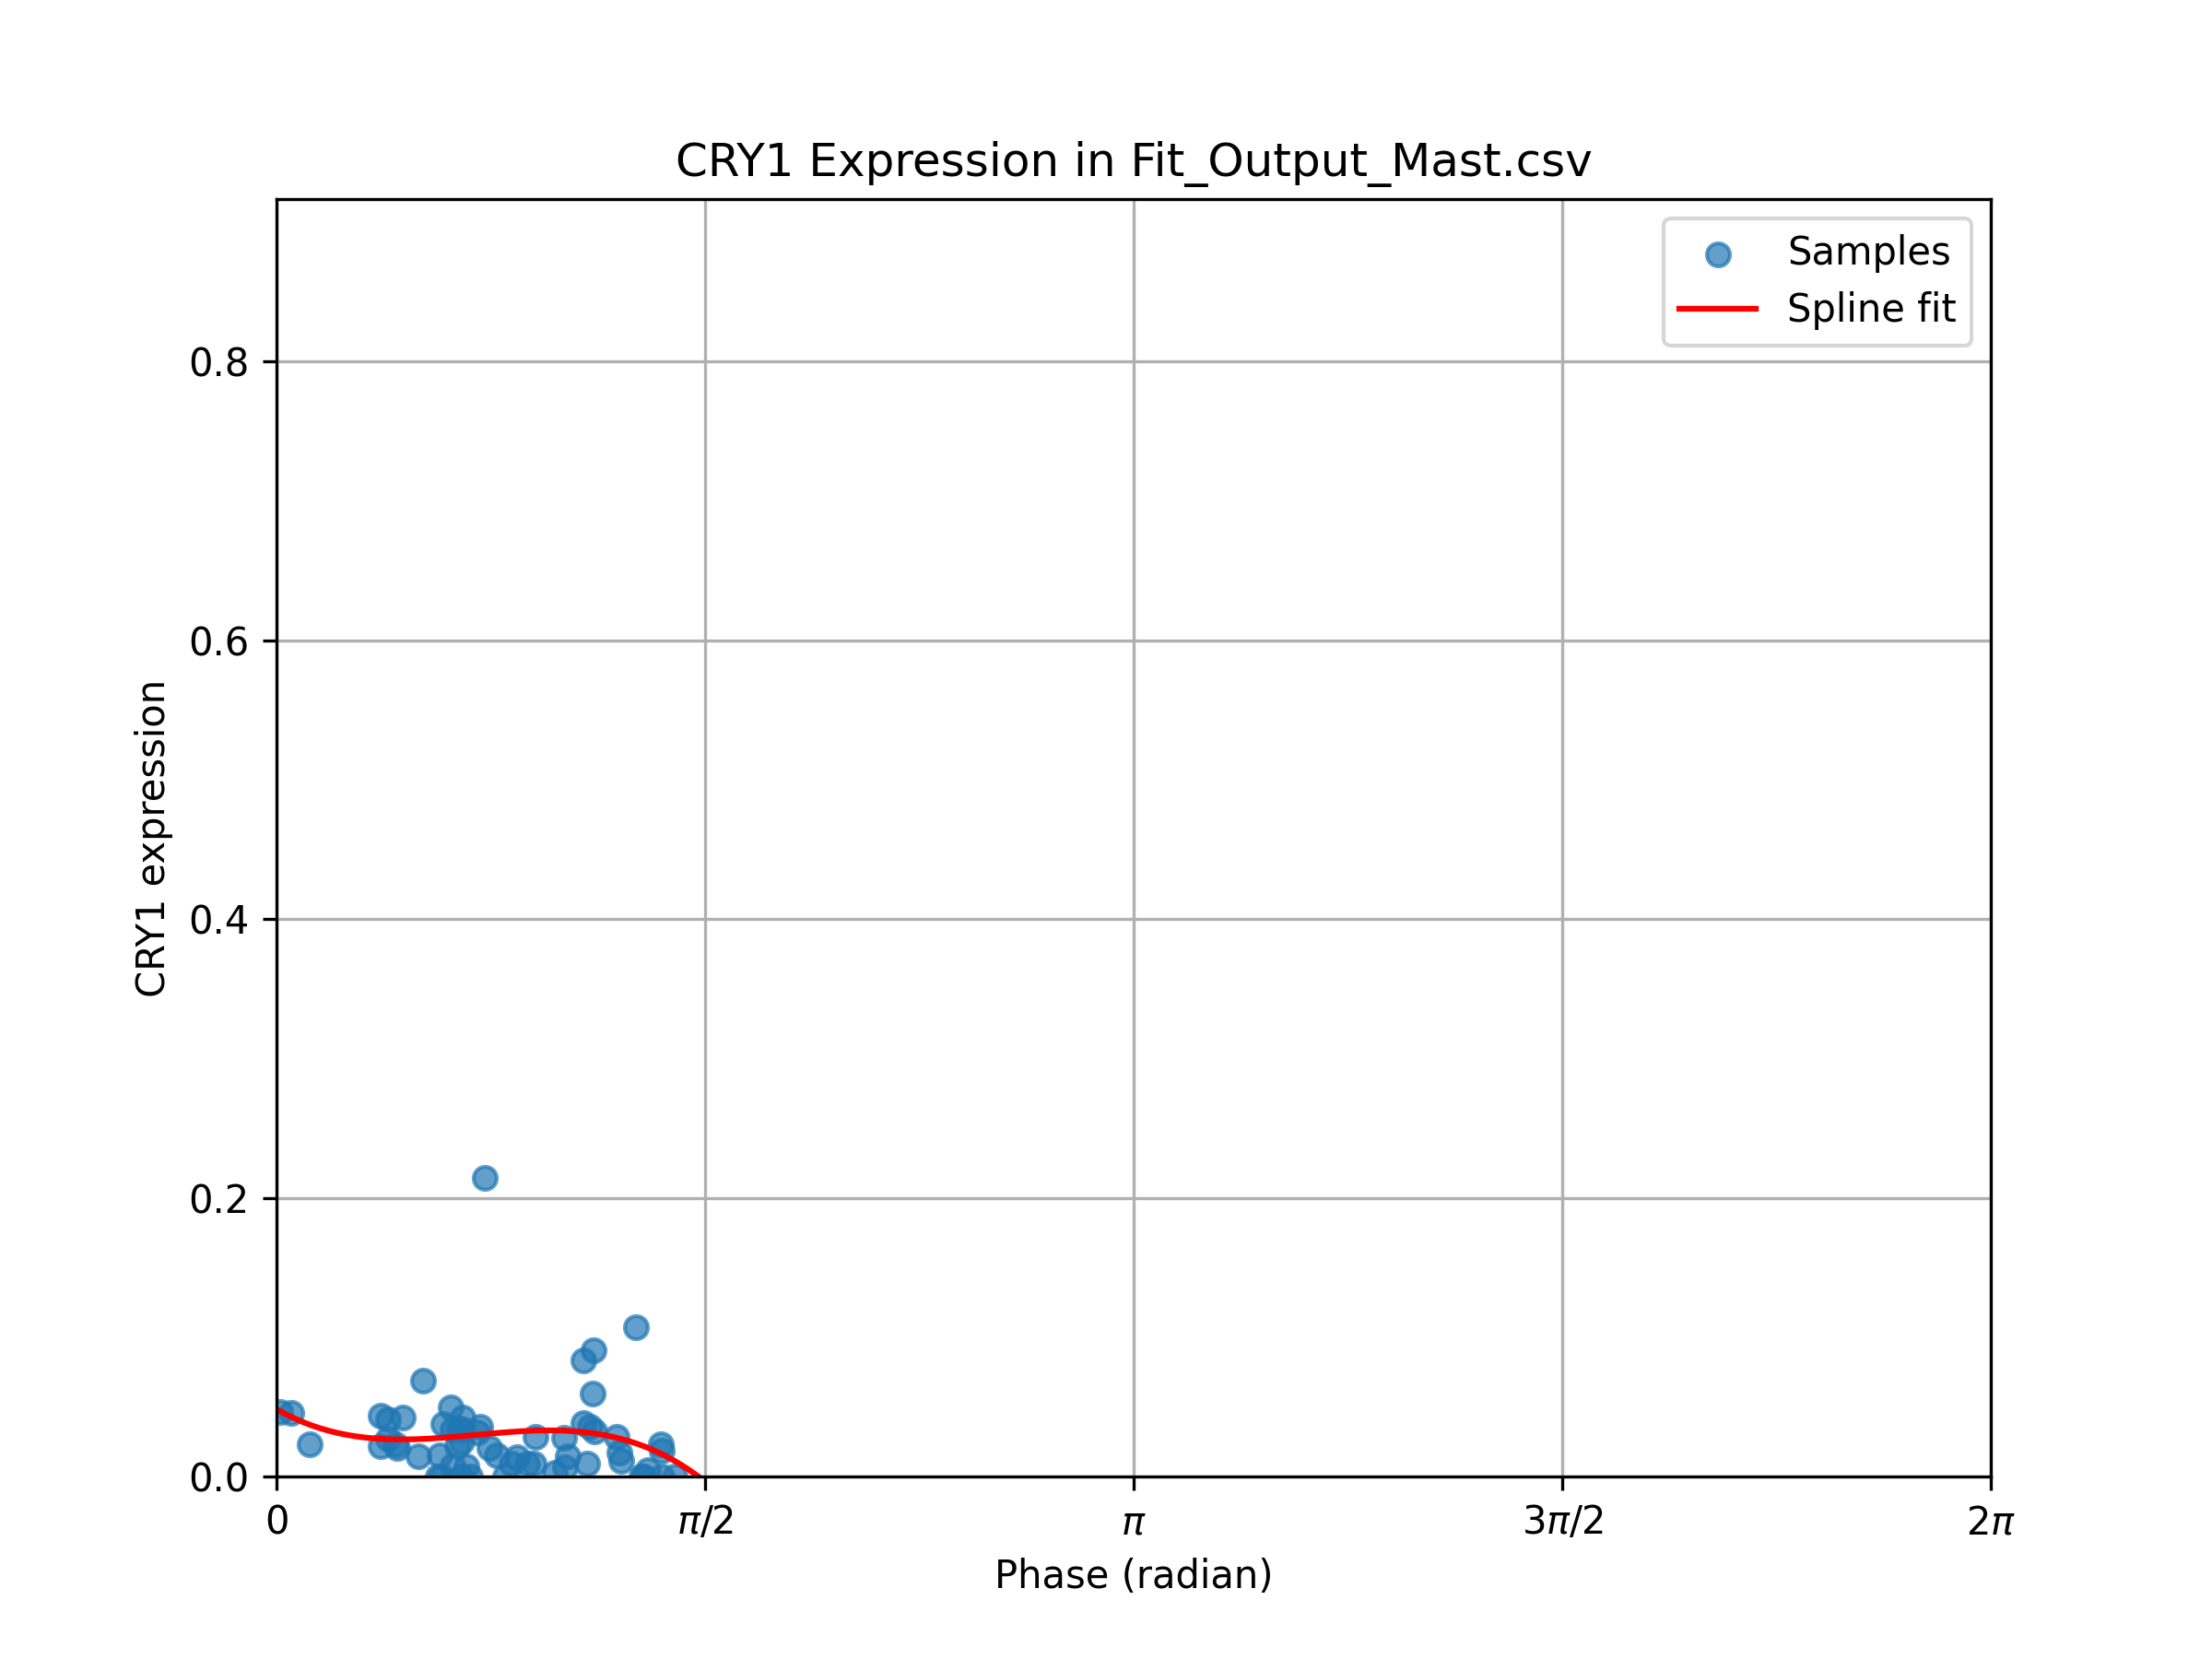 CRY1 Expression in Fit_Output_Mast.csv
Samples
Spline fit
0.8
0.6
0.4
0.2
0.0
CRY1 expression
0 π/2 π 3π/2 2π
Phase (radian)